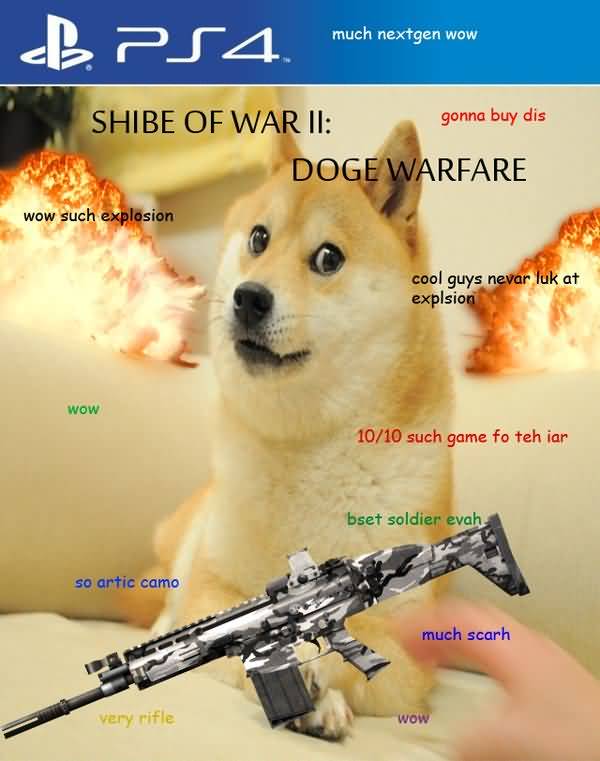 PS4
much nextgen wow
SHIBE OF WAR II:
gonna buy dis
DOGE WARFARE
wow such explosion
cool guys nevar luk at
explsion
wow
10/10 such game fo teh iar
bset soldier evah
so artic camo
much scarh
very rifle
wow